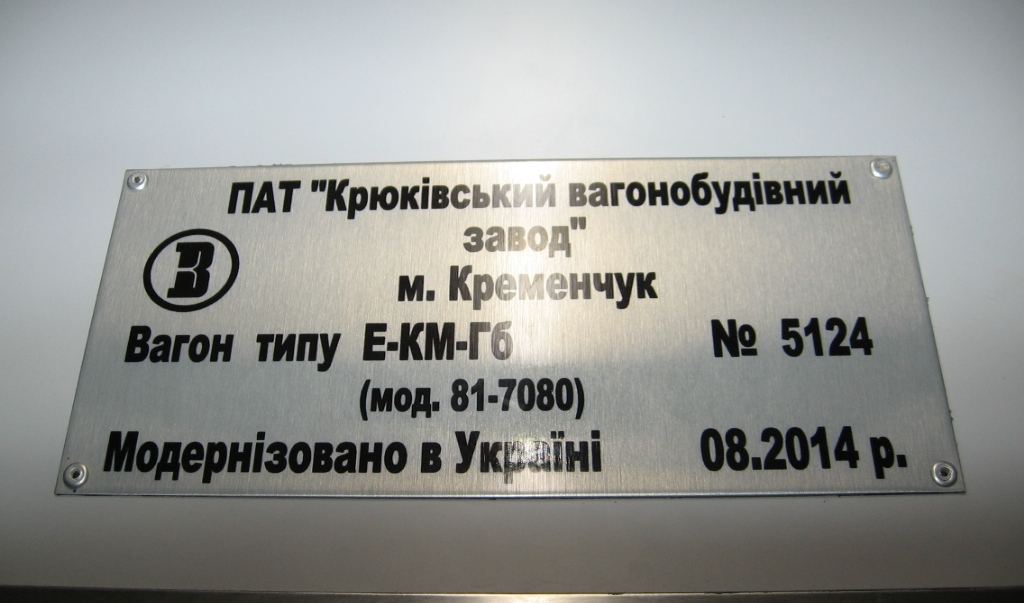 ПАТ "Крюківський вагонобудівний
завод"
м. Кременчук
В
Вагон типу Е-КМ-Гб № 5124
(мод. 81-7080)
Модернізовано в Україні 08.2014 р.